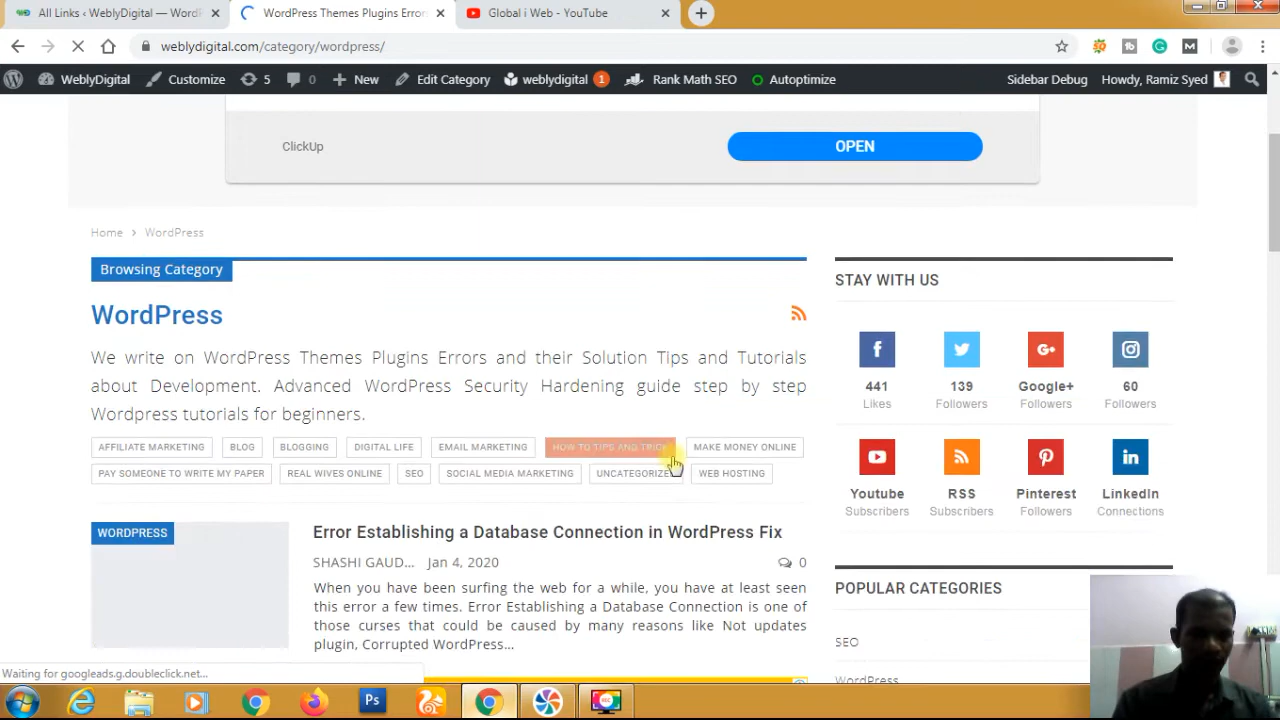 All Links ‹ WeblyDigital — Word
WordPress Themes Plugins Errors
Global i Web - YouTube
weblydigital.com/category/wordpress/
WeblyDigital
Customize
5
0
New
Edit Category
weblydigital 1
Rank Math SEO
Autoptimize
Sidebar Debug
Howdy, Ramiz Syed
ClickUp
OPEN
Home > WordPress
Browsing Category
WordPress
We write on WordPress Themes Plugins Errors and their Solution Tips and Tutorials
about Development. Advanced WordPress Security Hardening guide step by step
Wordpress tutorials for beginners.
AFFILIATE MARKETING BLOG BLOGGING DIGITAL LIFE EMAIL MARKETING HOW TO TIPS AND TRICK MAKE MONEY ONLINE
PAY SOMEONE TO WRITE MY PAPER REAL WIVES ONLINE SEO SOCIAL MEDIA MARKETING UNCATEGORIZE WEB HOSTING
WORDPRESS
Error Establishing a Database Connection in WordPress Fix
SHASHI GAUD... Jan 4, 2020 0
When you have been surfing the web for a while, you have at least seen
this error a few times. Error Establishing a Database Connection is one of
those curses that could be caused by many reasons like Not updates
plugin, Corrupted WordPress...
STAY WITH US
441 139 Google+ 60
Likes Followers Followers Followers
Youtube RSS Pinterest LinkedIn
Subscribers Subscribers Followers Connections
POPULAR CATEGORIES
SEO
WordPress
Waiting for googleads.g.doubleclick.net...